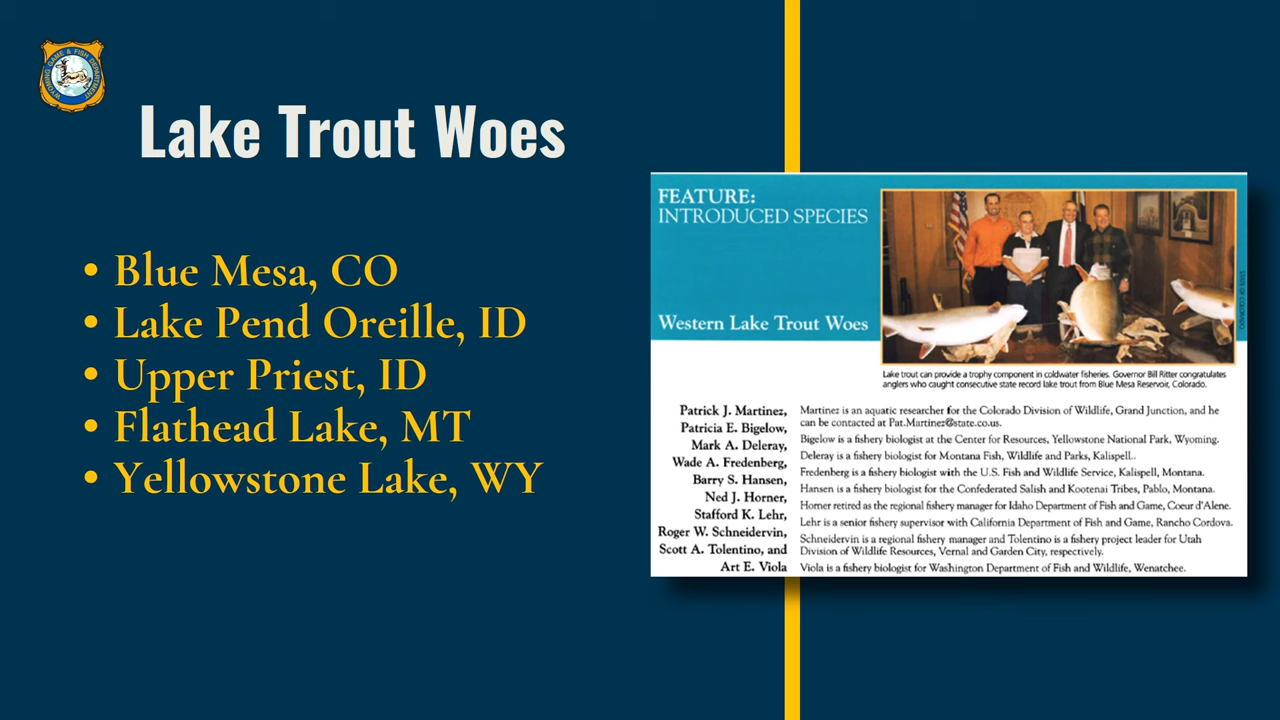 WYOMING GAME & FISH DEPARTMENT
Lake Trout Woes
• Blue Mesa, CO
• Lake Pend Oreille, ID
• Upper Priest, ID
• Flathead Lake, MT
• Yellowstone Lake, WY
FEATURE:
INTRODUCED SPECIES
Western Lake Trout Woes
STATE OF COLORADO
Lake trout can provide a trophy component in coldwater fisheries. Governor Bill Ritter congratulates
anglers who caught consecutive state record lake trout from Blue Mesa Reservoir, Colorado.
Patrick J. Martinez,
Patricia E. Bigelow,
Mark A. Deleray,
Wade A. Fredenberg,
Barry S. Hansen,
Ned J. Horner,
Stafford K. Lehr,
Roger W. Schneidervin,
Scott A. Tolentino, and
Art E. Viola
Martinez is an aquatic researcher for the Colorado Division of Wildlife, Grand Junction, and he
can be contacted at Pat.Martinez@state.co.us.
Bigelow is a fishery biologist at the Center for Resources, Yellowstone National Park, Wyoming.
Deleray is a fishery biologist for Montana Fish, Wildlife and Parks, Kalispell..
Fredenberg is a fishery biologist with the U.S. Fish and Wildlife Service, Kalispell, Montana.
Hansen is a fishery biologist for the Confederated Salish and Kootenai Tribes, Pablo, Montana.
Horner retired as the regional fishery manager for Idaho Department of Fish and Game, Coeur d'Alene.
Lehr is a senior fishery supervisor with California Department of Fish and Game, Rancho Cordova.
Schneidervin is a regional fishery manager and Tolentino is a fishery project leader for Utah
Division of Wildlife Resources, Vernal and Garden City, respectively.
Viola is a fishery biologist for Washington Department of Fish and Wildlife, Wenatchee.